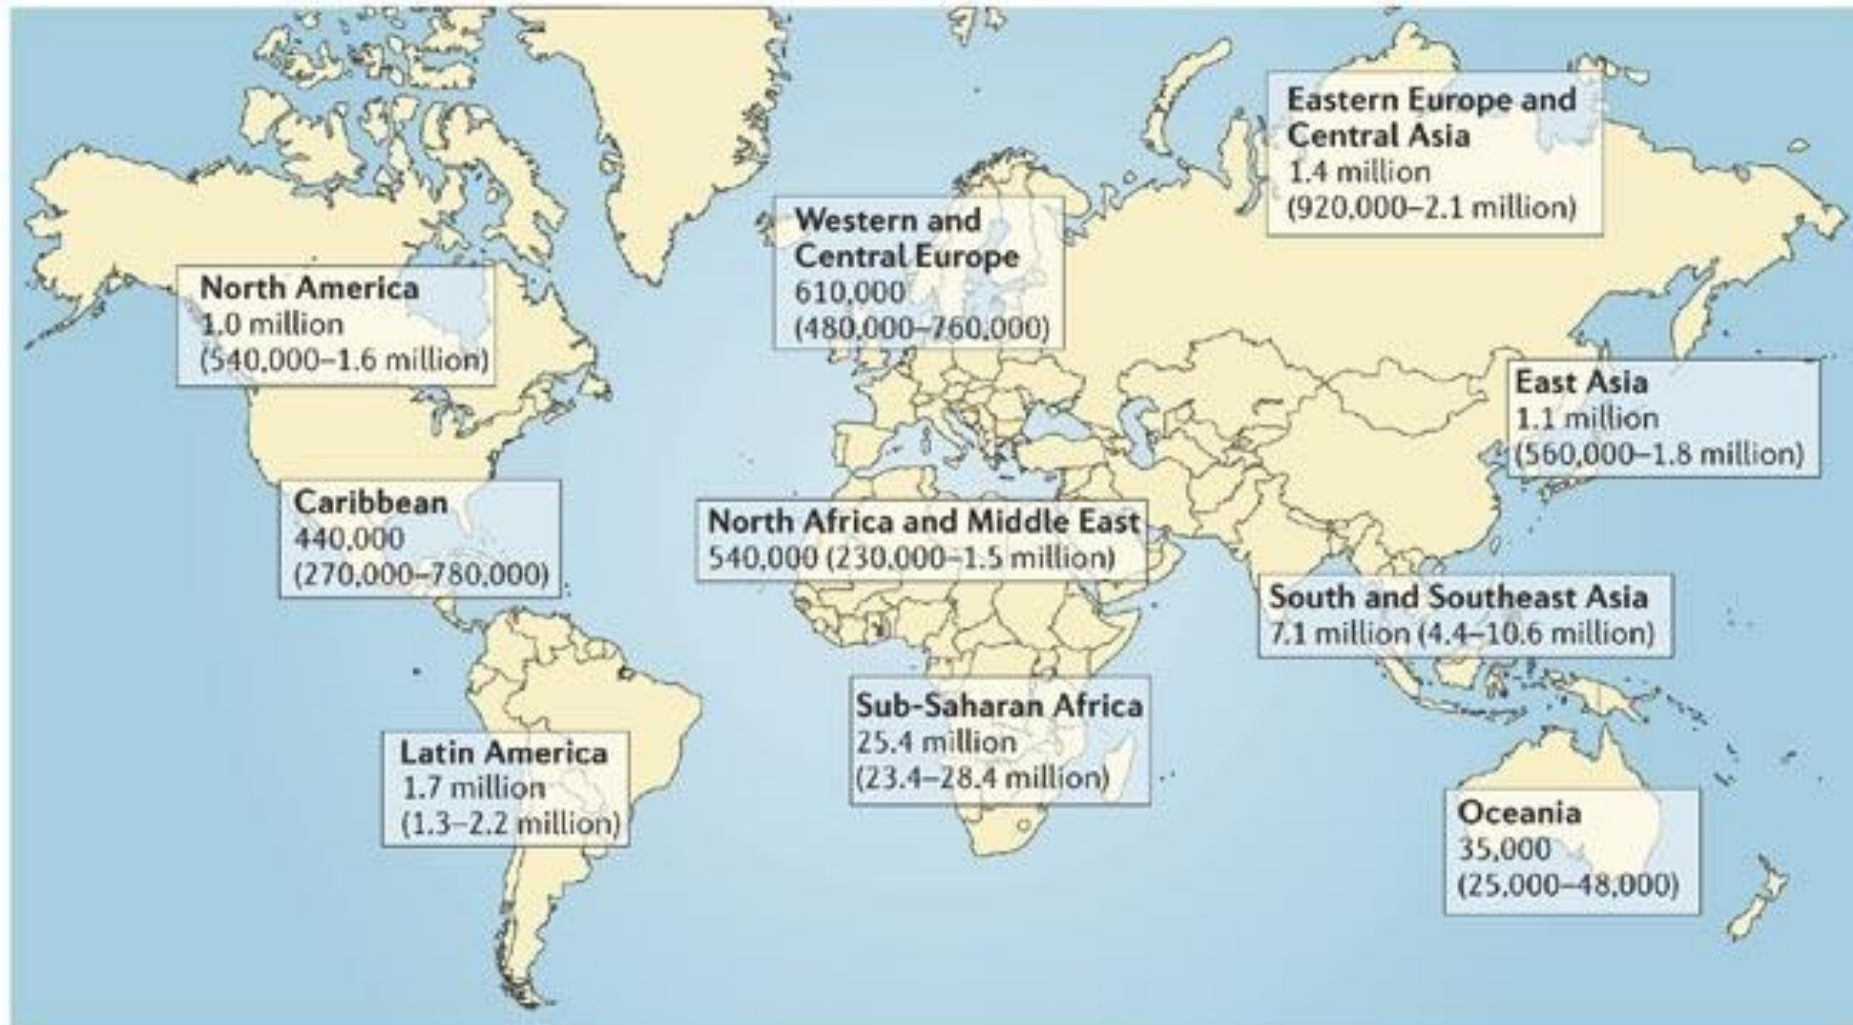 Eastern Europe and
Central Asia
1.4 million
(920,000–2.1 million)
Western and
Central Europe
610,000
(480,000–760,000)
North America
1.0 million
(540,000–1.6 million)
East Asia
1.1 million
(560,000–1.8 million)
Caribbean
440,000
(270,000–780,000)
North Africa and Middle East
540,000 (230,000–1.5 million)
South and Southeast Asia
7.1 million (4.4–10.6 million)
Sub-Saharan Africa
25.4 million
(23.4–28.4 million)
Latin America
1.7 million
(1.3–2.2 million)
Oceania
35,000
(25,000–48,000)